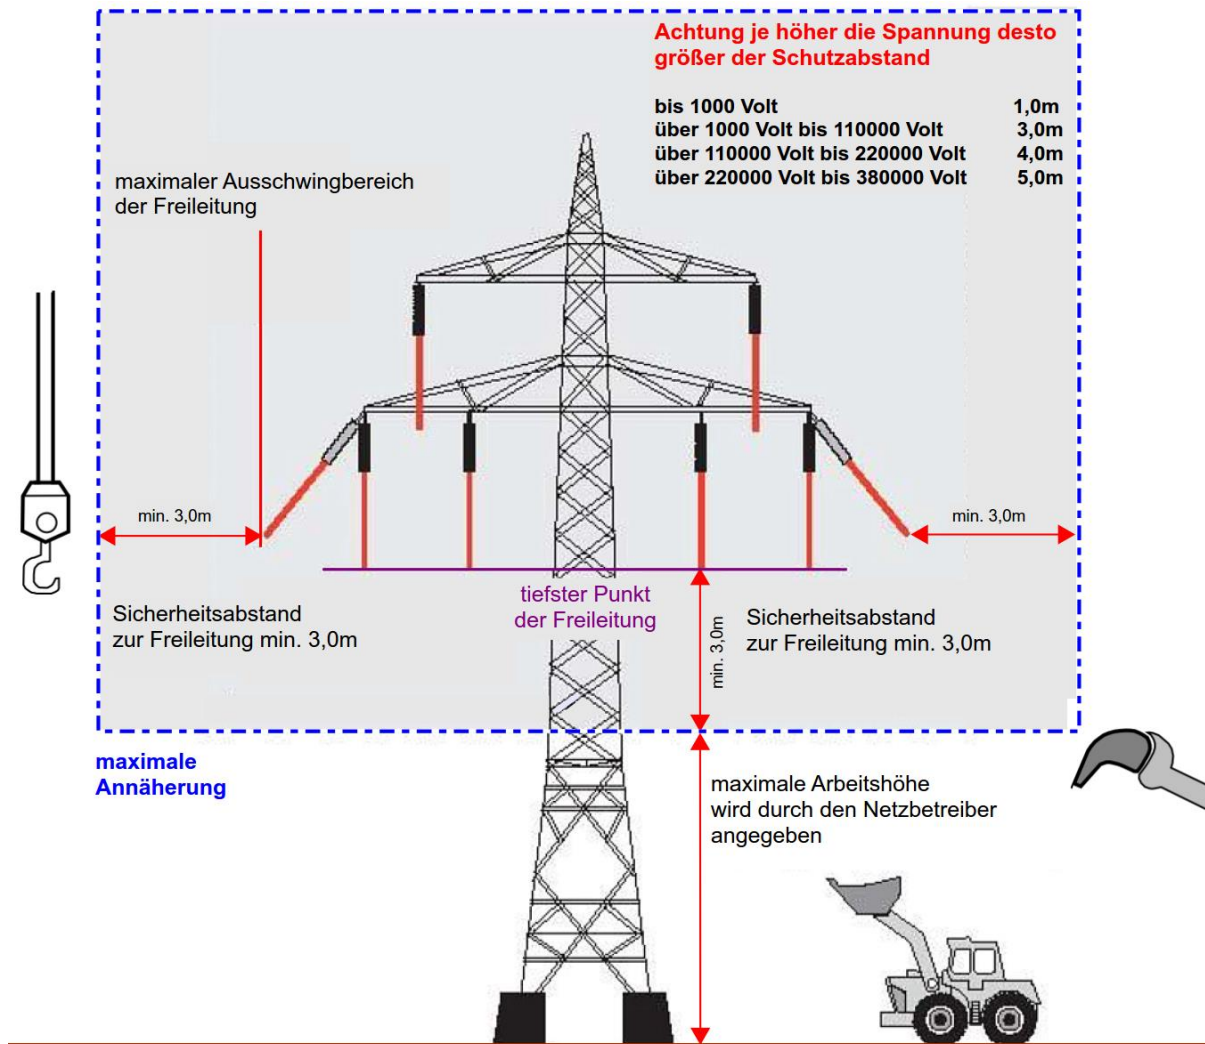 Achtung je höher die Spannung desto
größer der Schutzabstand
bis 1000 Volt 1,0m
über 1000 Volt bis 110000 Volt 3,0m
über 110000 Volt bis 220000 Volt 4,0m
über 220000 Volt bis 380000 Volt 5,0m
maximaler Ausschwingbereich
der Freileitung
min. 3,0m
min. 3,0m
tiefster Punkt
der Freileitung
Sicherheitsabstand
zur Freileitung min. 3,0m
min. 3,0m
Sicherheitsabstand
zur Freileitung min. 3,0m
maximale
Annäherung
maximale Arbeitshöhe
wird durch den Netzbetreiber
angegeben